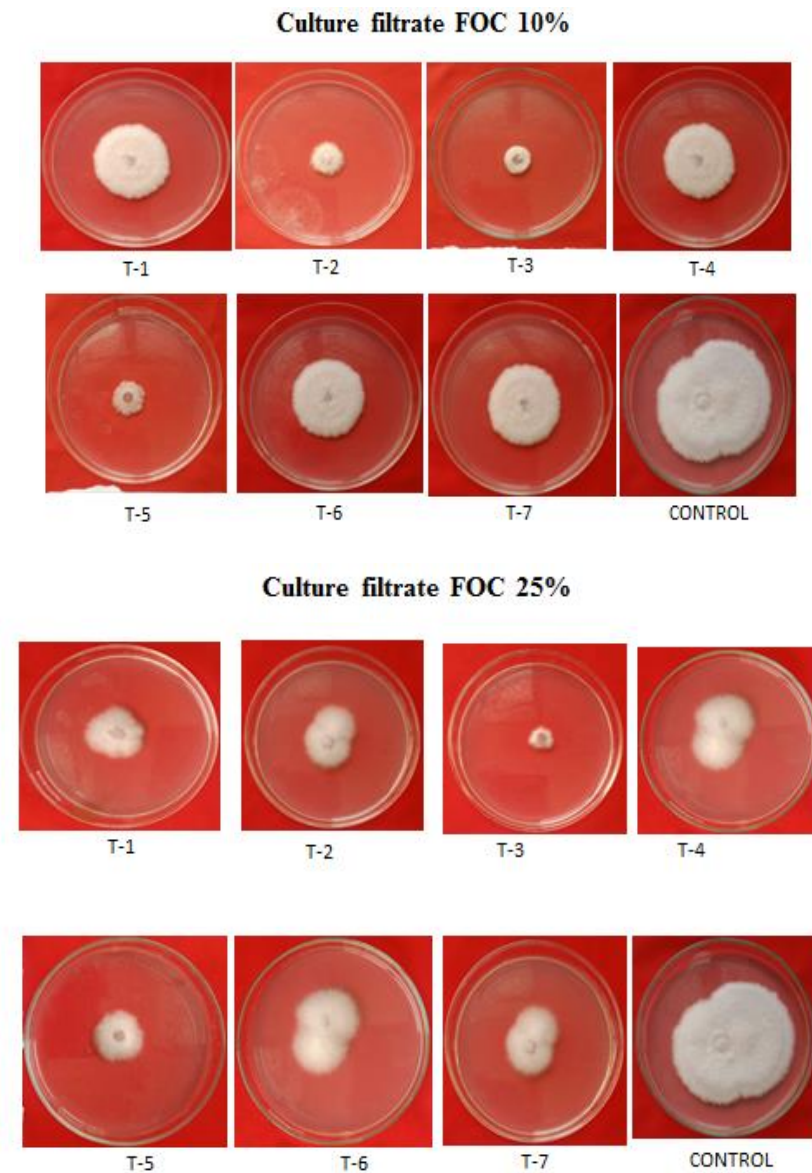 Culture filtrate FOC 10%
T-1 T-2 T-3 T-4
T-5 T-6 T-7 CONTROL
Culture filtrate FOC 25%
T-1 T-2 T-3 T-4
T-5 T-6 T-7 CONTROL